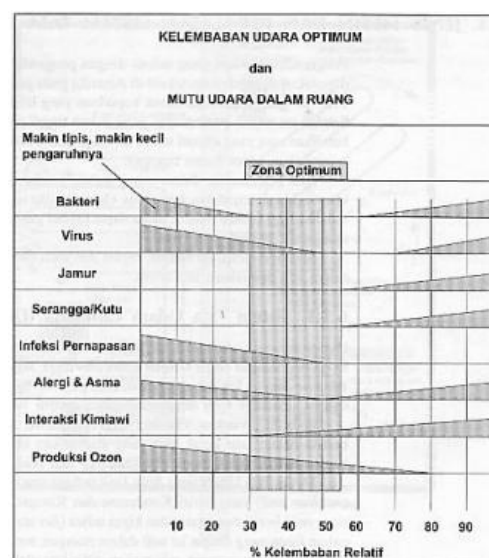 KELEMBABAN UDARA OPTIMUM
dan
MUTU UDARA DALAM RUANG
Makin tipis, makin kecil
pengaruhnya
Zona Optimum
Bakteri
Virus
Jamur
Serangga/Kutu
Infeksi Pernapasan
Alergi & Asma
Interaksi Kimiawi
Produksi Ozon
10 20 30 40 50 60 70 80 90
% Kelembaban Relatif